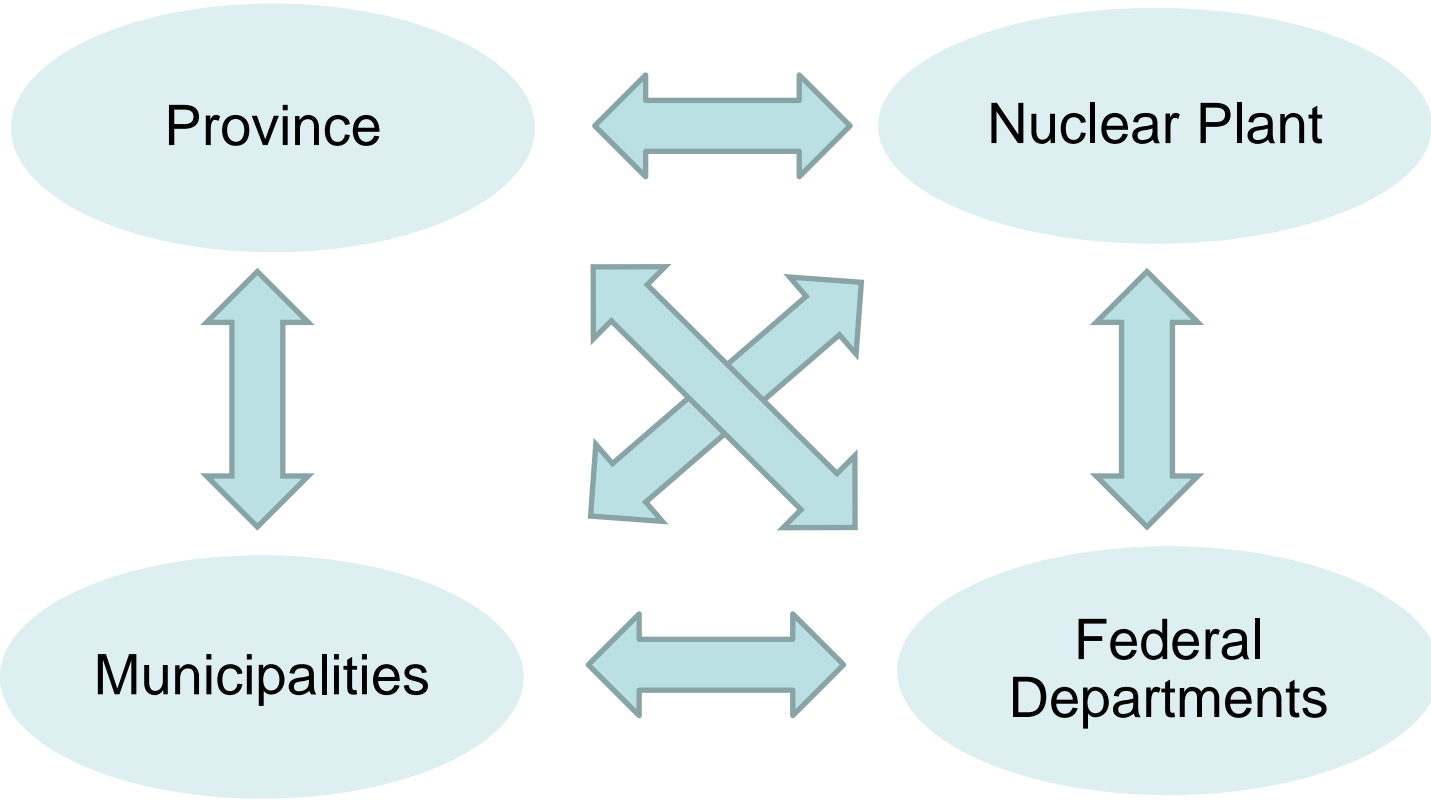 Province
Nuclear Plant
Municipalities
Federal
Departments